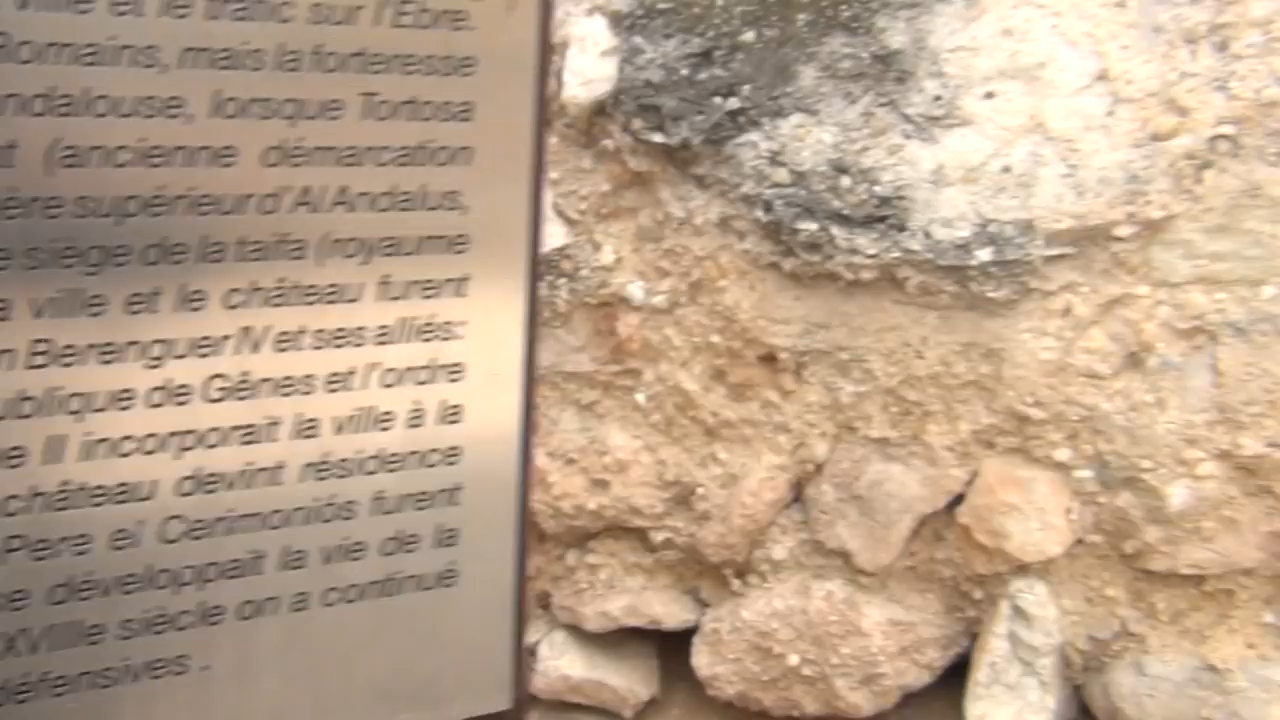 ville et le trafic sur l'Ebre.
Romains, mais la forteresse
ndalouse, lorsque Tortosa
t (ancienne démarcation
ère supérieur d'Al Andalus,
e siège de la taifa (royaume
a ville et le château furent
n Berenguer IV et ses alliés:
ublique de Gênes et l'ordre
e III incorporait la ville à la
château devint résidence
Pere el Cerimoniós furent
ce développait la vie de la
XVIIIe siècle on a continué
défensives .